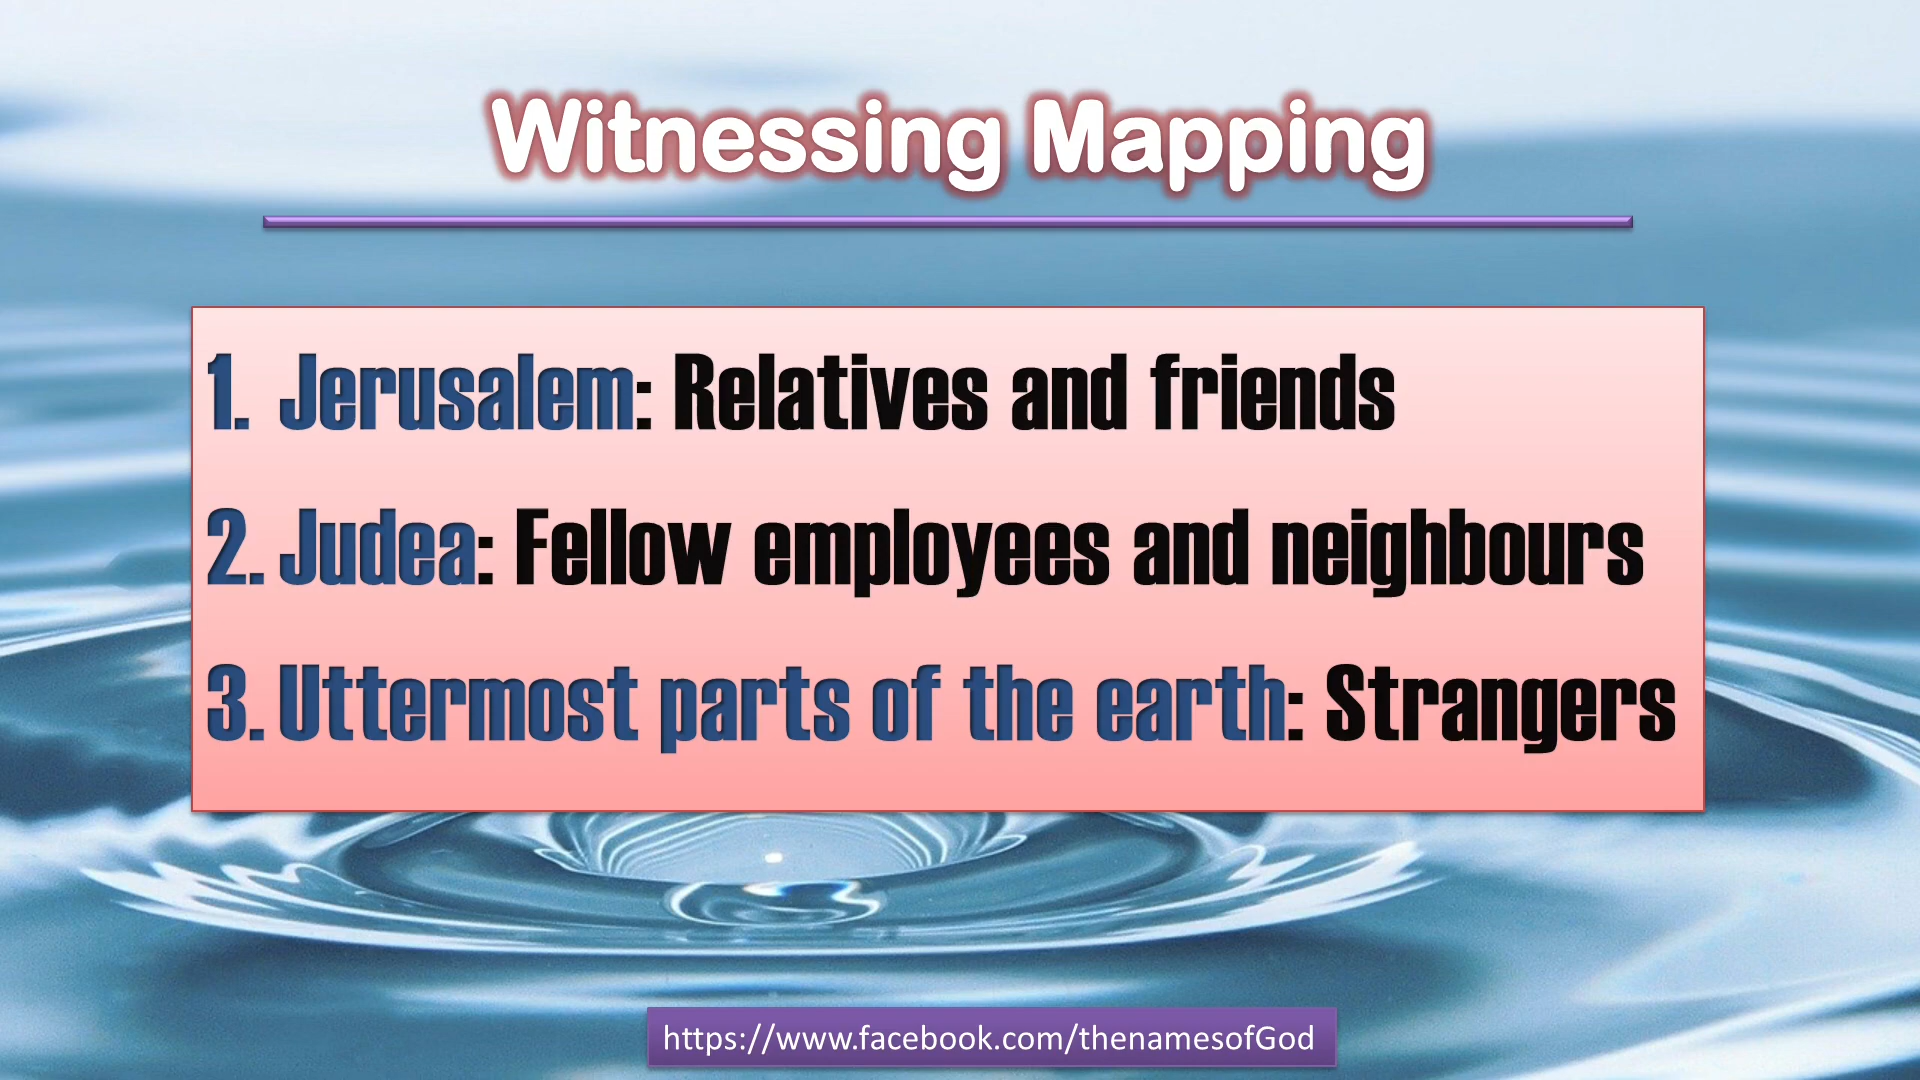 Witnessing Mapping
1. Jerusalem: Relatives and friends
2. Judea: Fellow employees and neighbours
3. Uttermost parts of the earth: Strangers
https://www.facebook.com/thenamesofGod